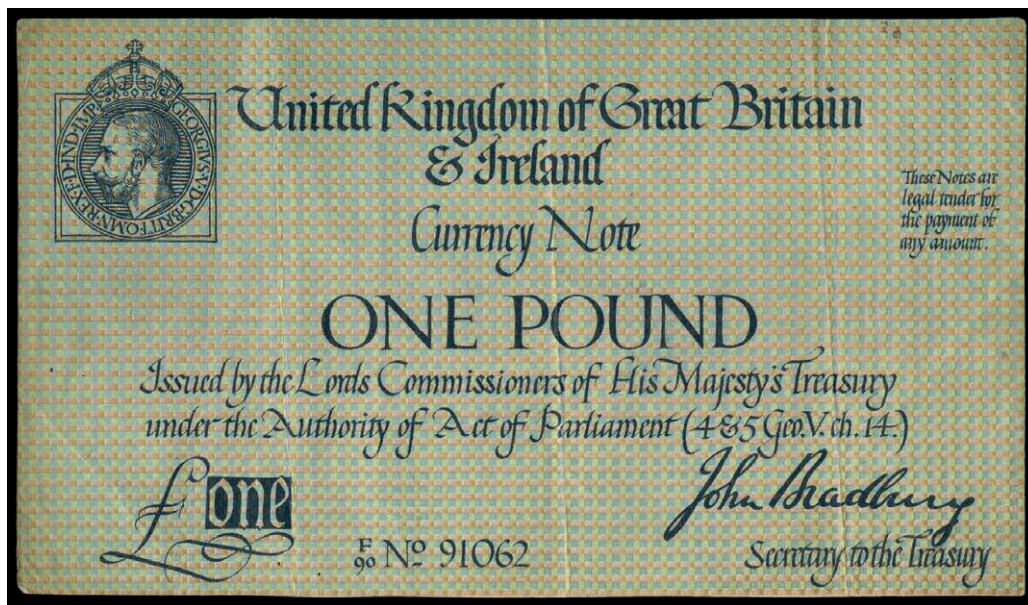 GEORGIVS·V·D·G·BRITT·OMN·REX·F·D·IND·IMP·
United Kingdom of Great Britain
& Ireland
Currency Note
These Notes are
legal tender for
the payment of
any amount.
ONE POUND
Issued by the Lords Commissioners of His Majesty's Treasury
under the Authority of Act of Parliament (4&5 Geo.V. ch.14.)
£ one
F/90 Nº 91062
John Bradbury
Secretary to the Treasury